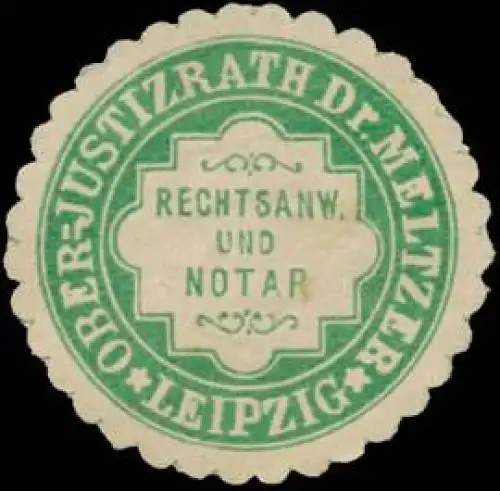 OBER-JUSTIZRATH Dr. MELTZER
LEIPZIG
RECHTSANW.
UND
NOTAR